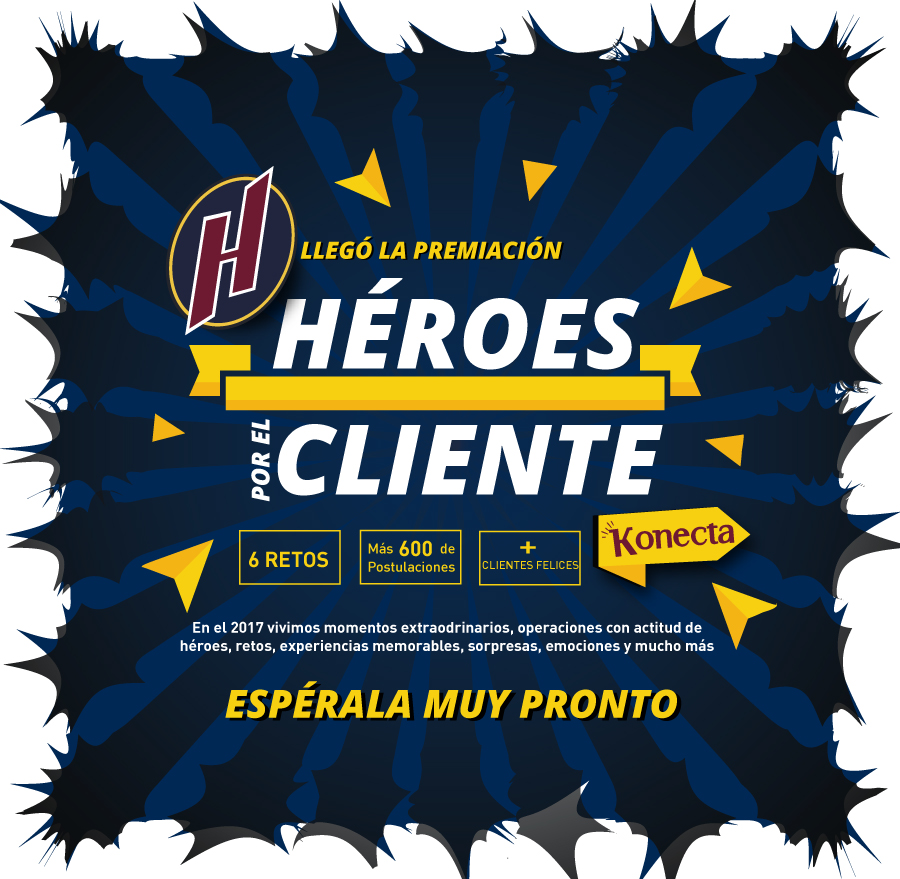 H
LLEGÓ LA PREMIACIÓN
HÉROES
POR EL
CLIENTE
6 RETOS
Más 600 de
Postulaciones
+
CLIENTES FELICES
Konecta
En el 2017 vivimos momentos extraodrinarios, operaciones con actitud de
héroes, retos, experiencias memorables, sorpresas, emociones y mucho más
ESPÉRALA MUY PRONTO